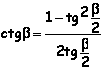 ctgβ = (1 - tg²(β/2)) / (2tg(β/2))